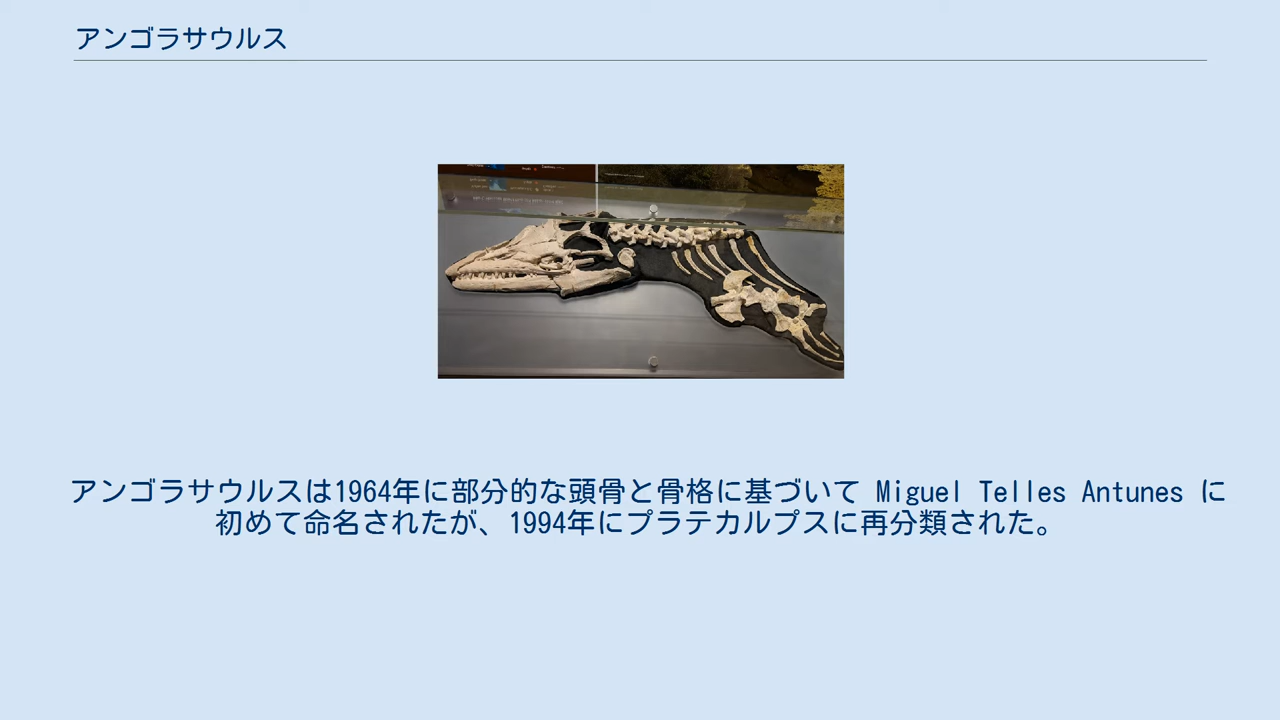 アンゴラサウルス
アンゴラサウルスは1964年に部分的な頭骨と骨格に基づいて Miguel Telles Antunes に
初めて命名されたが、1994年にプラテカルプスに再分類された。